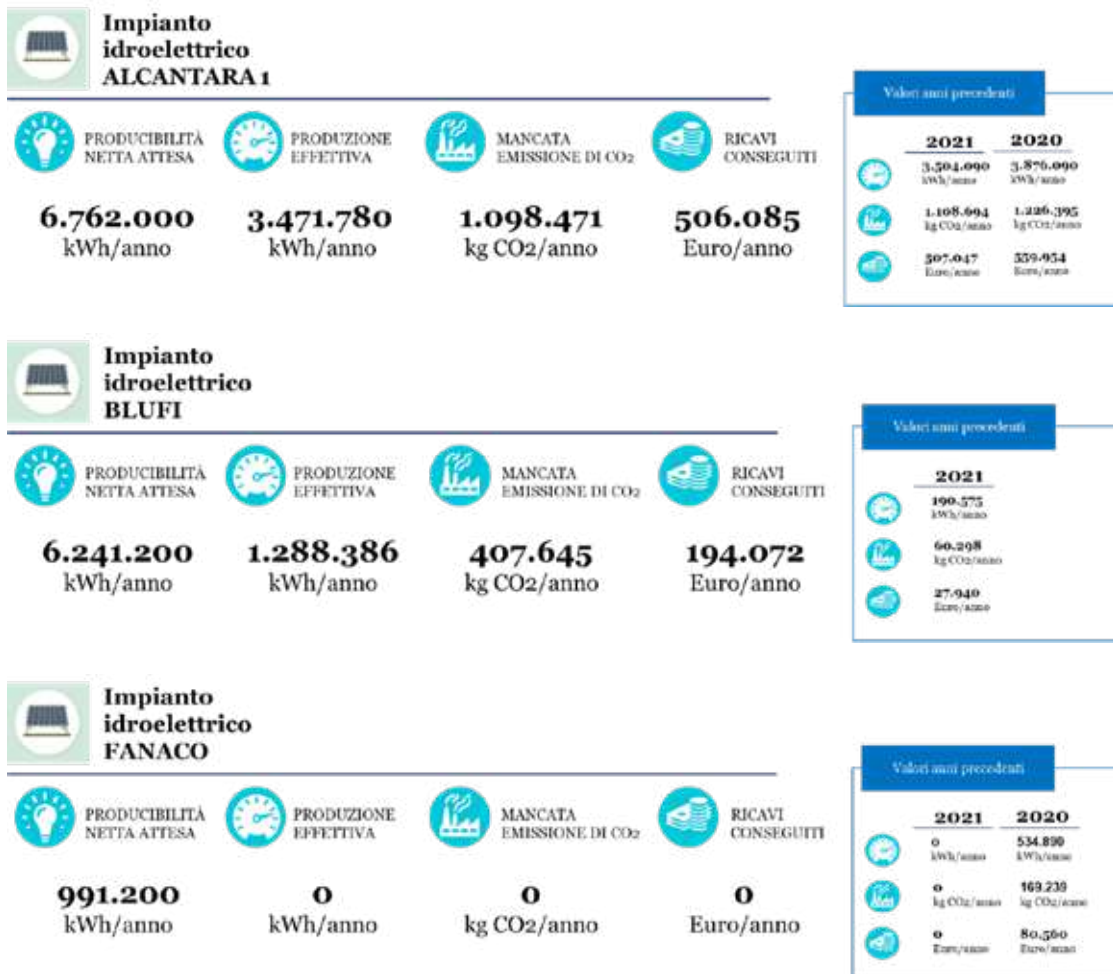 Impianto
idroelettrico
ALCANTARA 1
PRODUCIBILITÀ
NETTA ATTESA
PRODUZIONE
EFFETTIVA
MANCATA
EMISSIONE DI CO2
RICAVI
CONSEGUITI
6.762.000
kWh/anno
3.471.780
kWh/anno
1.098.471
kg CO2/anno
506.085
Euro/anno
Valori anni precedenti
2021 2020
3.504.090 3.876.090
kWh/anno kWh/anno
1.108.694 1.226.395
kg CO2/anno kg CO2/anno
507.047 559.954
Euro/anno Euro/anno
Impianto
idroelettrico
BLUFI
PRODUCIBILITÀ
NETTA ATTESA
PRODUZIONE
EFFETTIVA
MANCATA
EMISSIONE DI CO2
RICAVI
CONSEGUITI
6.241.200
kWh/anno
1.288.386
kWh/anno
407.645
kg CO2/anno
194.072
Euro/anno
Valori anni precedenti
2021
190.575
kWh/anno
60.298
kg CO2/anno
27.940
Euro/anno
Impianto
idroelettrico
FANACO
PRODUCIBILITÀ
NETTA ATTESA
PRODUZIONE
EFFETTIVA
MANCATA
EMISSIONE DI CO2
RICAVI
CONSEGUITI
991.200
kWh/anno
0
kWh/anno
0
kg CO2/anno
0
Euro/anno
Valori anni precedenti
2021 2020
0 534.890
kWh/anno kWh/anno
0 169.239
kg CO2/anno kg CO2/anno
0 80.560
Euro/anno Euro/anno